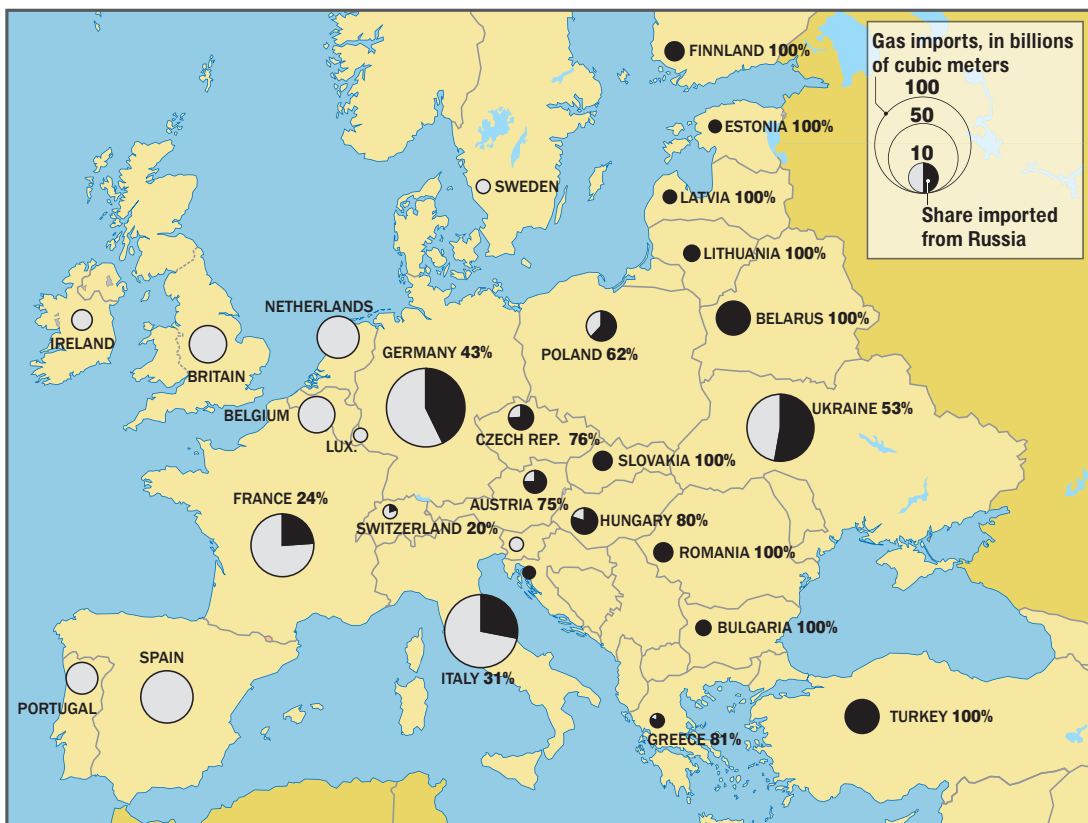 FINNLAND 100%
Gas imports, in billions
of cubic meters
100
50
10
Share imported
from Russia
ESTONIA 100%
SWEDEN
LATVIA 100%
LITHUANIA 100%
NETHERLANDS
IRELAND
BRITAIN
GERMANY 43%
POLAND 62%
BELARUS 100%
BELGIUM
LUX.
CZECH REP. 76%
UKRAINE 53%
SLOVAKIA 100%
FRANCE 24%
AUSTRIA 75%
SWITZERLAND 20%
HUNGARY 80%
ROMANIA 100%
BULGARIA 100%
SPAIN
ITALY 31%
PORTUGAL
TURKEY 100%
GREECE 81%